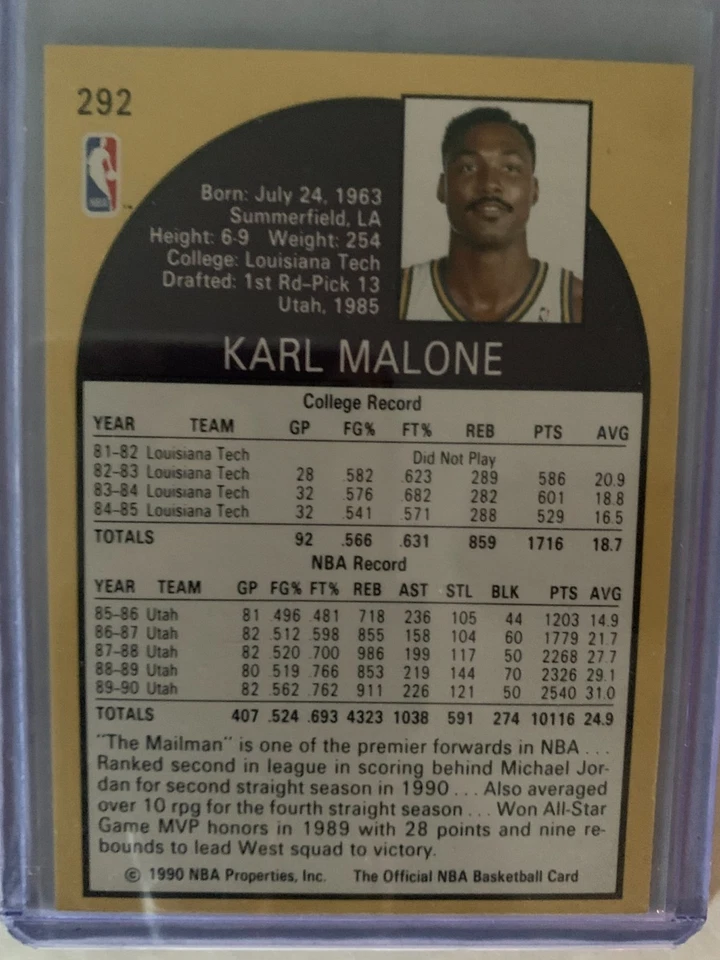 292
NBA
Born: July 24, 1963
Summerfield, LA
Height: 6-9 Weight: 254
College: Louisiana Tech
Drafted: 1st Rd-Pick 13
Utah, 1985
KARL MALONE
College Record
YEAR TEAM GP FG% FT% REB PTS AVG
81-82 Louisiana Tech Did Not Play
82-83 Louisiana Tech 28 .582 .623 289 586 20.9
83-84 Louisiana Tech 32 .576 .682 282 601 18.8
84-85 Louisiana Tech 32 .541 .571 288 529 16.5
TOTALS 92 .566 .631 859 1716 18.7
NBA Record
YEAR TEAM GP FG% FT% REB AST STL BLK PTS AVG
85-86 Utah 81 .496 .481 718 236 105 44 1203 14.9
86-87 Utah 82 .512 .598 855 158 104 60 1779 21.7
87-88 Utah 82 .520 .700 986 199 117 50 2268 27.7
88-89 Utah 80 .519 .766 853 219 144 70 2326 29.1
89-90 Utah 82 .562 .762 911 226 121 50 2540 31.0
TOTALS 407 .524 .693 4323 1038 591 274 10116 24.9
"The Mailman" is one of the premier forwards in NBA ...
Ranked second in league in scoring behind Michael Jor-
dan for second straight season in 1990 ... Also averaged
over 10 rpg for the fourth straight season ... Won All-Star
Game MVP honors in 1989 with 28 points and nine re-
bounds to lead West squad to victory.
© 1990 NBA Properties, Inc. The Official NBA Basketball Card